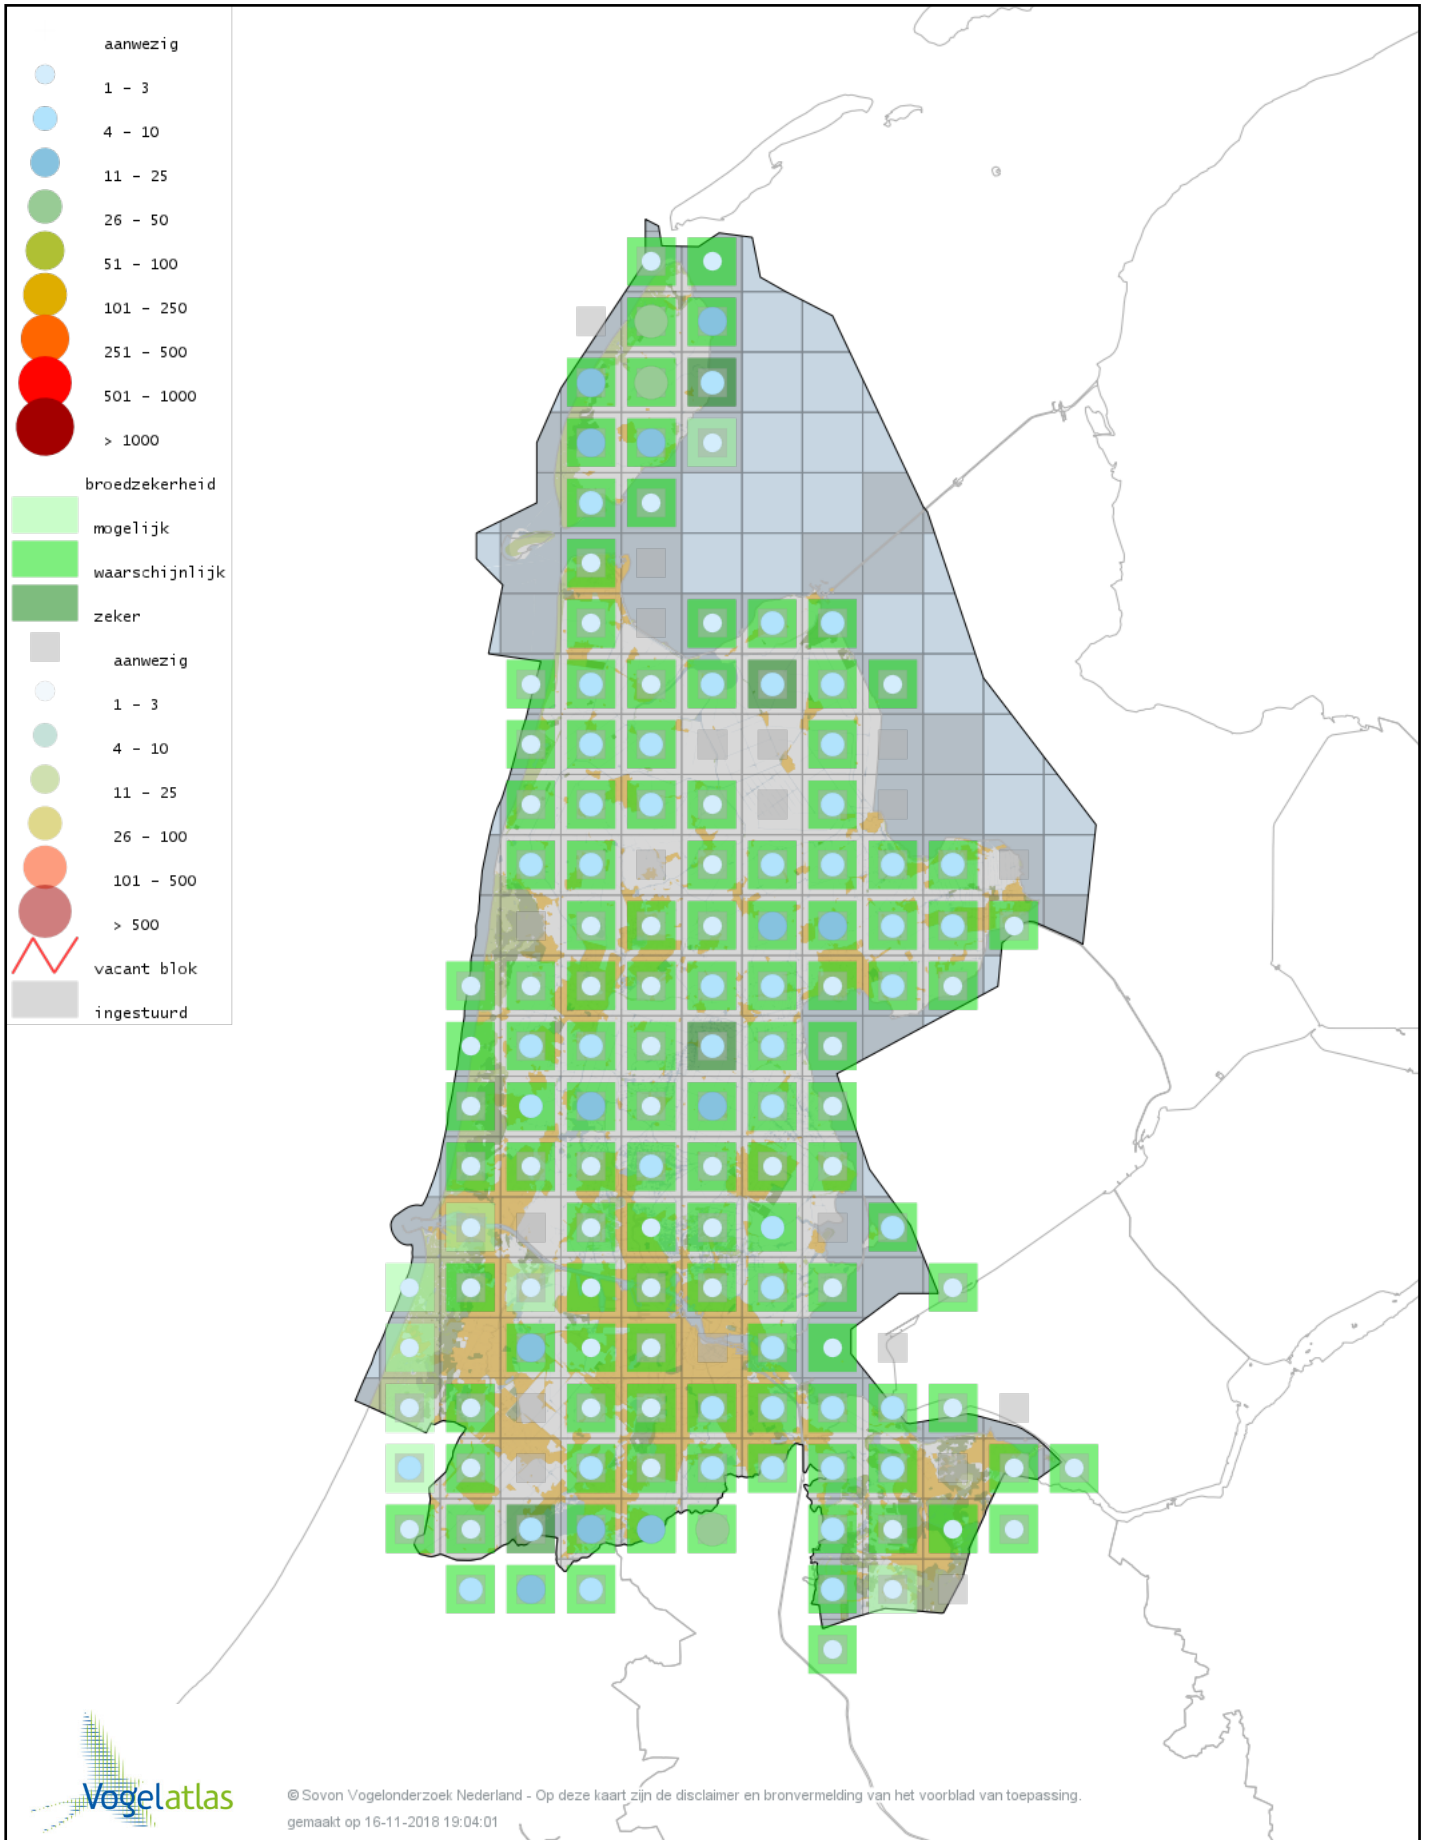 aanwezig
1 - 3
4 - 10
11 - 25
26 - 50
51 - 100
101 - 250
251 - 500
501 - 1000
> 1000
broedzekerheid
mogelijk
waarschijnlijk
zeker
aanwezig
1 - 3
4 - 10
11 - 25
26 - 100
101 - 500
> 500
vacant blok
ingestuurd
Vogelatlas
© Sovon Vogelonderzoek Nederland - Op deze kaart zijn de disclaimer en bronvermelding van het voorblad van toepassing.
gemaakt op 16-11-2018 19:04:01